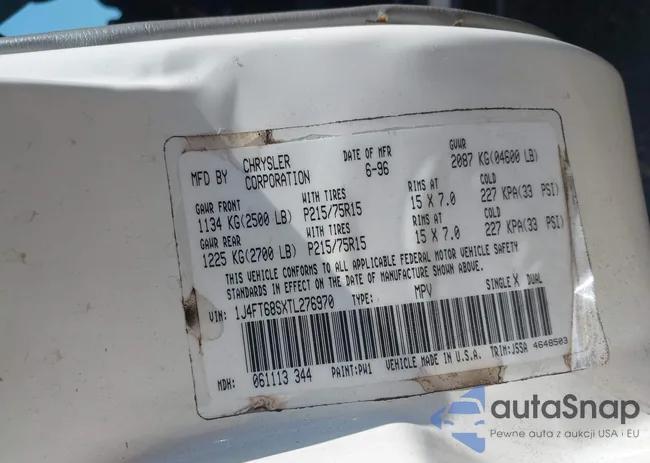 MFD BY CHRYSLER CORPORATION DATE OF MFR 6-96 GVWR 2087 KG(04600 LB)
GAWR FRONT WITH TIRES RIMS AT COLD
1134 KG(2500 LB) P215/75R15 15 X 7.0 227 KPA(33 PSI)
GAWR REAR WITH TIRES RIMS AT COLD
1225 KG(2700 LB) P215/75R15 15 X 7.0 227 KPA(33 PSI)
THIS VEHICLE CONFORMS TO ALL APPLICABLE FEDERAL MOTOR VEHICLE SAFETY
STANDARDS IN EFFECT ON THE DATE OF MANUFACTURE SHOWN ABOVE.
VIN: 1J4FT68SXTL276970 TYPE: MPV SINGLE X DUAL
MDH: 061113 344 PAINT:PW1 VEHICLE MADE IN U.S.A. TRIM:JSSA 4648503
autaSnap
Pewne auta z aukcji USA i EU